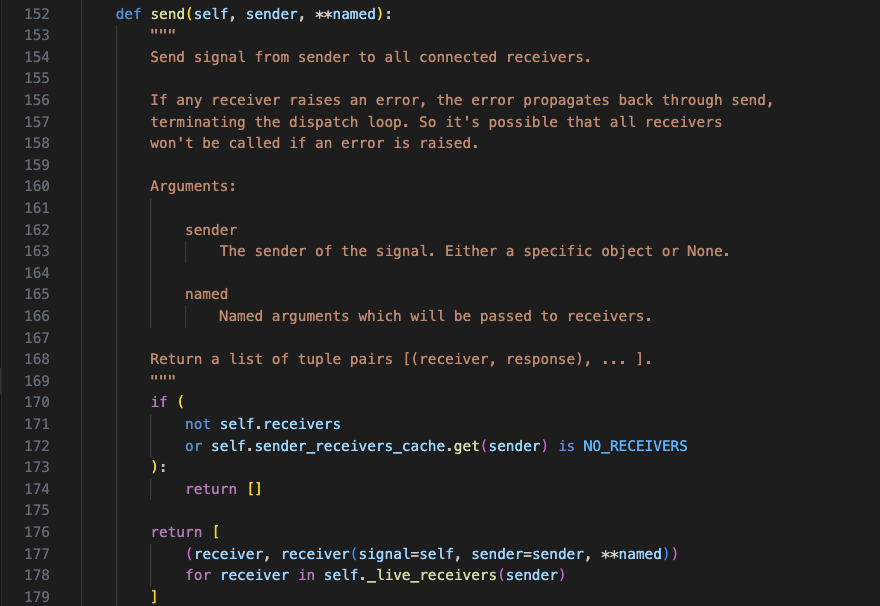 152 def send(self, sender, **named):
153 """
154 Send signal from sender to all connected receivers.
155
156 If any receiver raises an error, the error propagates back through send,
157 terminating the dispatch loop. So it's possible that all receivers
158 won't be called if an error is raised.
159
160 Arguments:
161
162 sender
163 The sender of the signal. Either a specific object or None.
164
165 named
166 Named arguments which will be passed to receivers.
167
168 Return a list of tuple pairs [(receiver, response), ... ].
169 """
170 if (
171 not self.receivers
172 or self.sender_receivers_cache.get(sender) is NO_RECEIVERS
173 ):
174 return []
175
176 return [
177 (receiver, receiver(signal=self, sender=sender, **named))
178 for receiver in self._live_receivers(sender)
179 ]